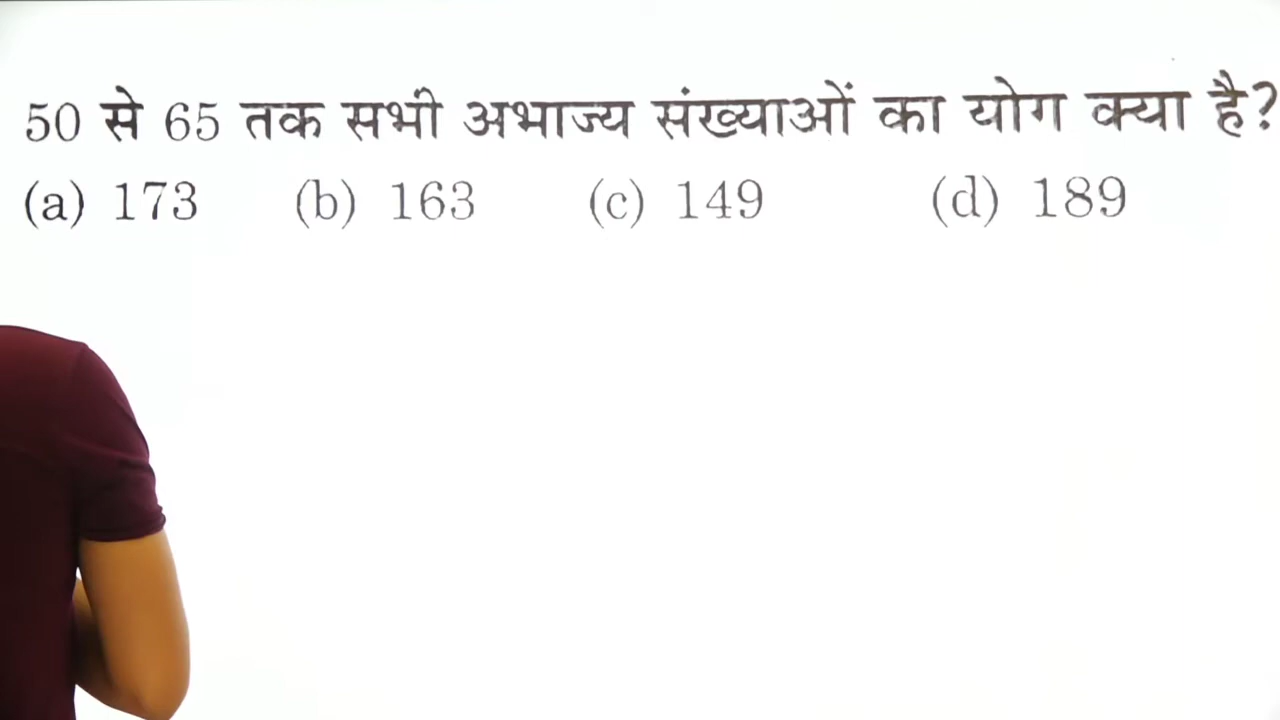 50 से 65 तक सभी अभाज्य संख्याओं का योग क्या है?
(a) 173 (b) 163 (c) 149 (d) 189